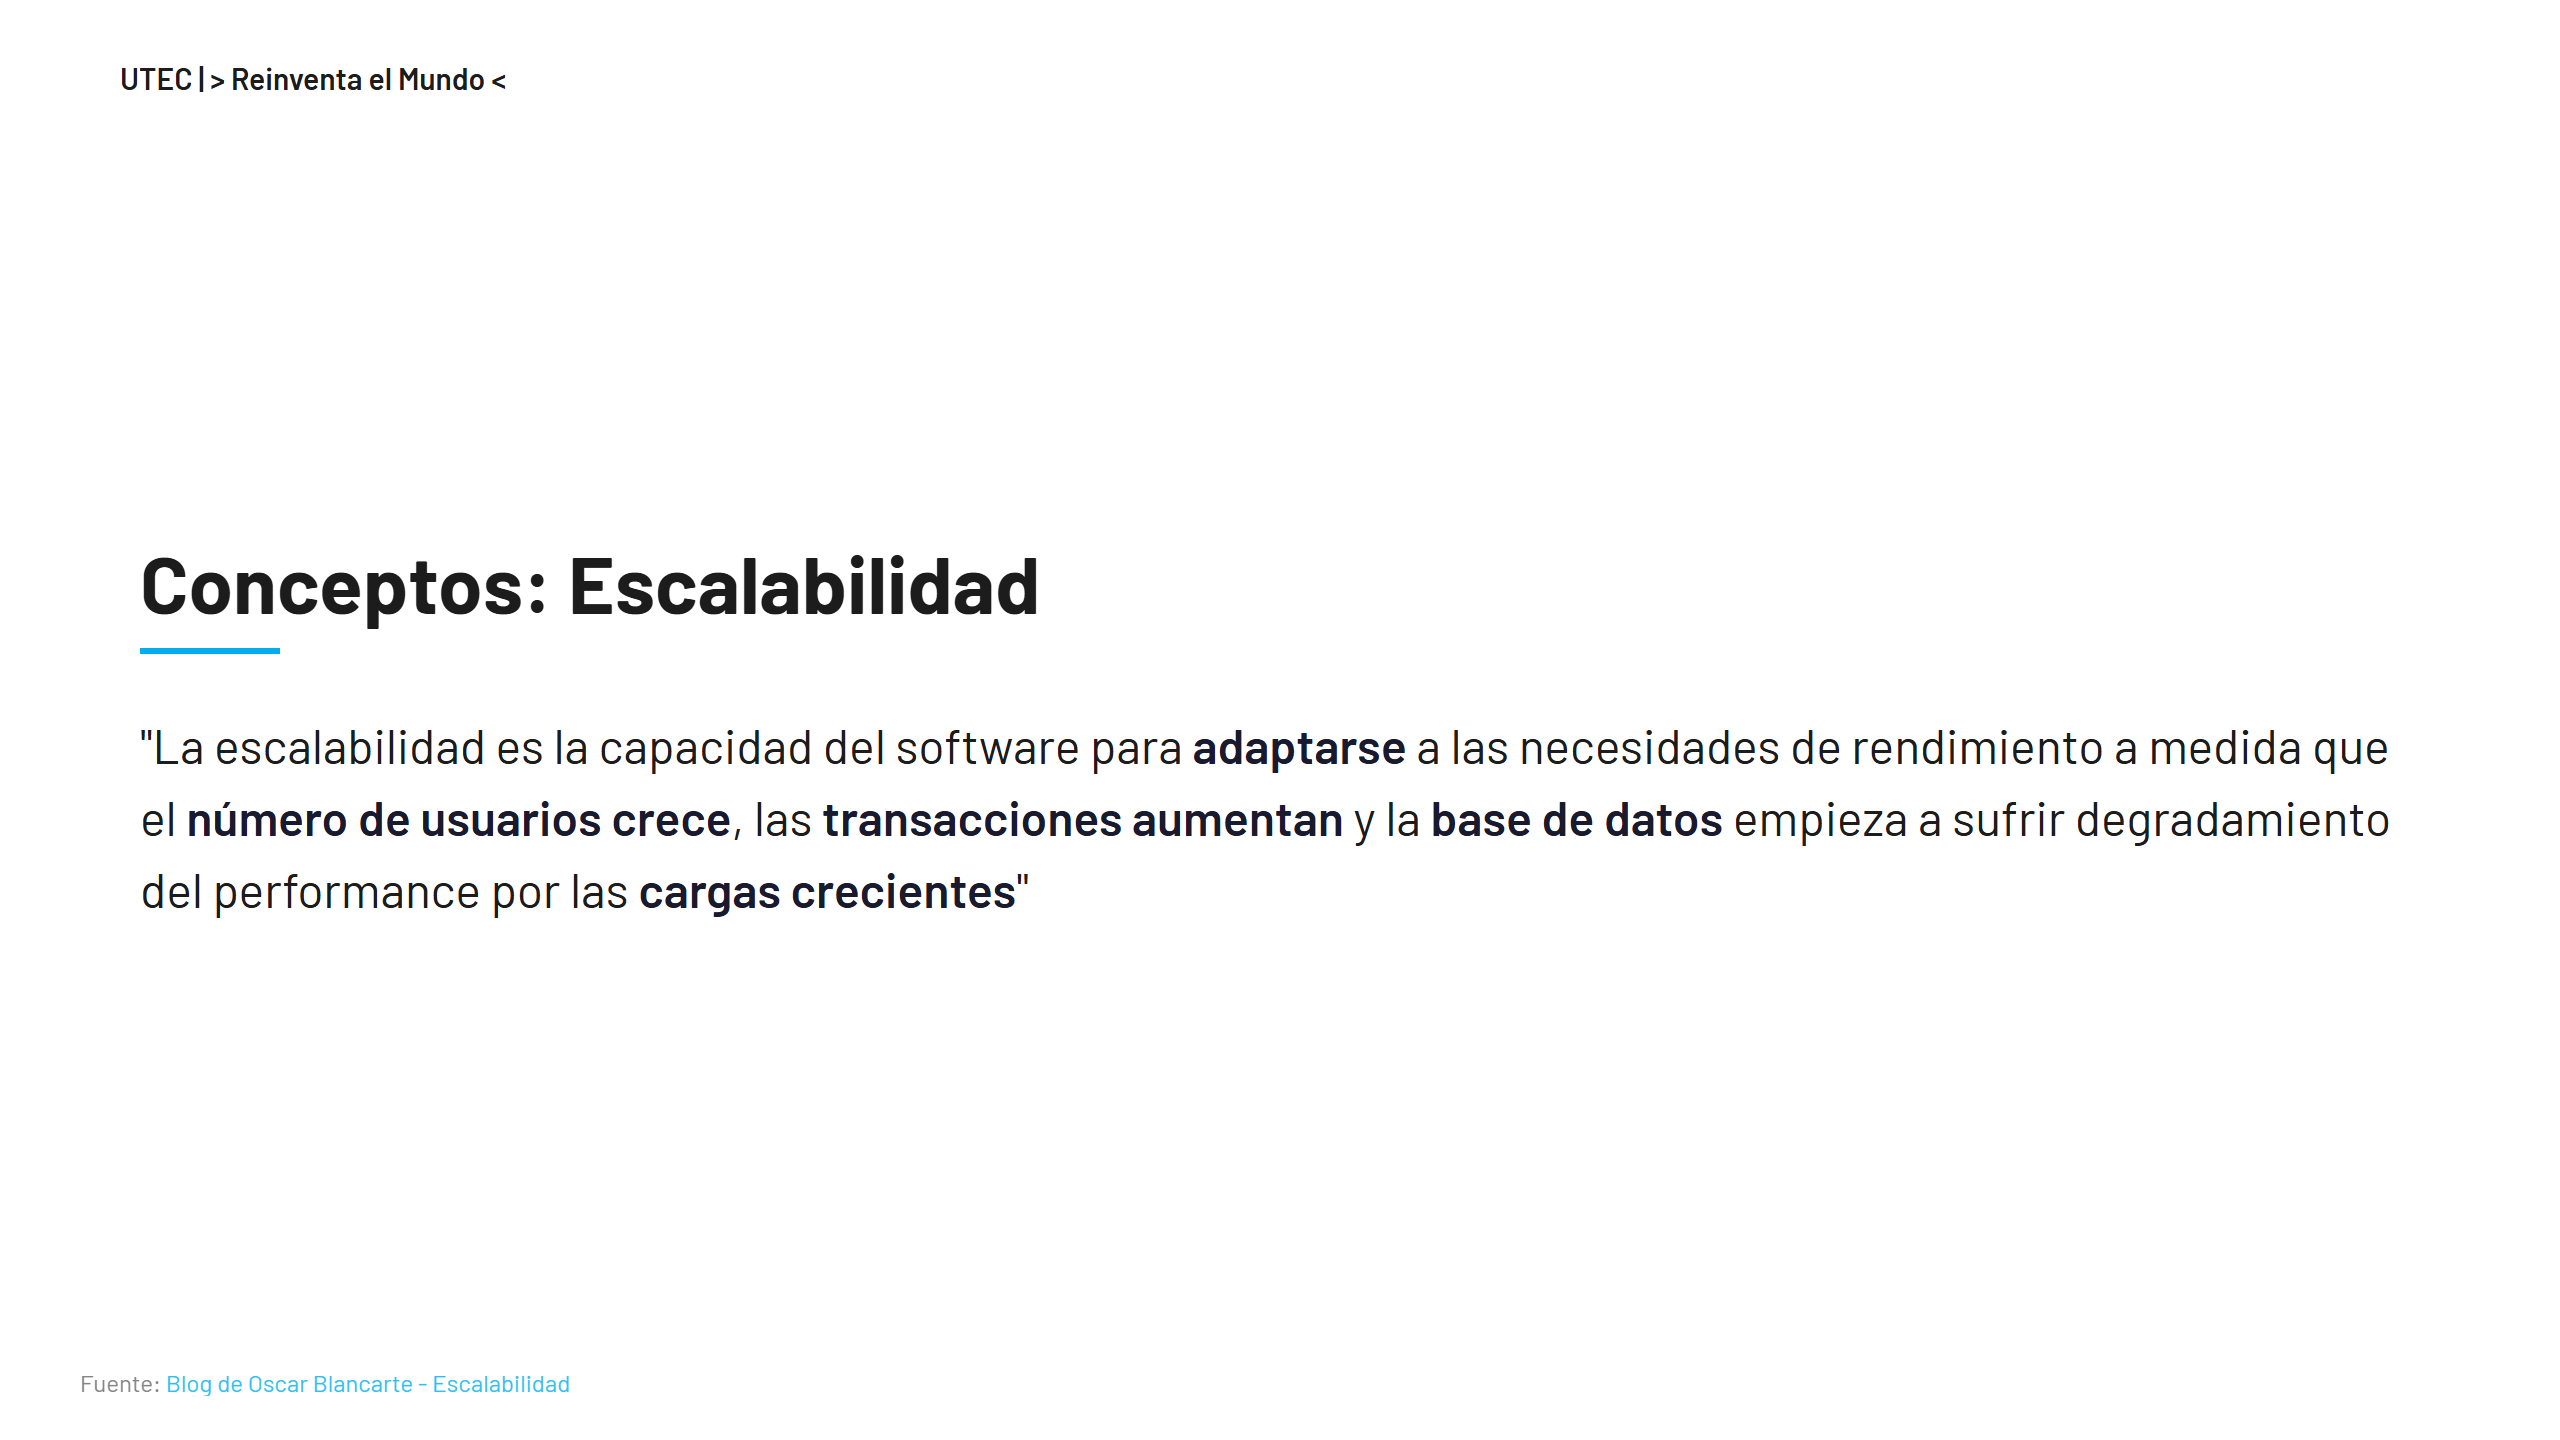 UTEC | > Reinventa el Mundo <
Conceptos: Escalabilidad
"La escalabilidad es la capacidad del software para adaptarse a las necesidades de rendimiento a medida que
el número de usuarios crece, las transacciones aumentan y la base de datos empieza a sufrir degradamiento
del performance por las cargas crecientes"
Fuente: Blog de Oscar Blancarte - Escalabilidad